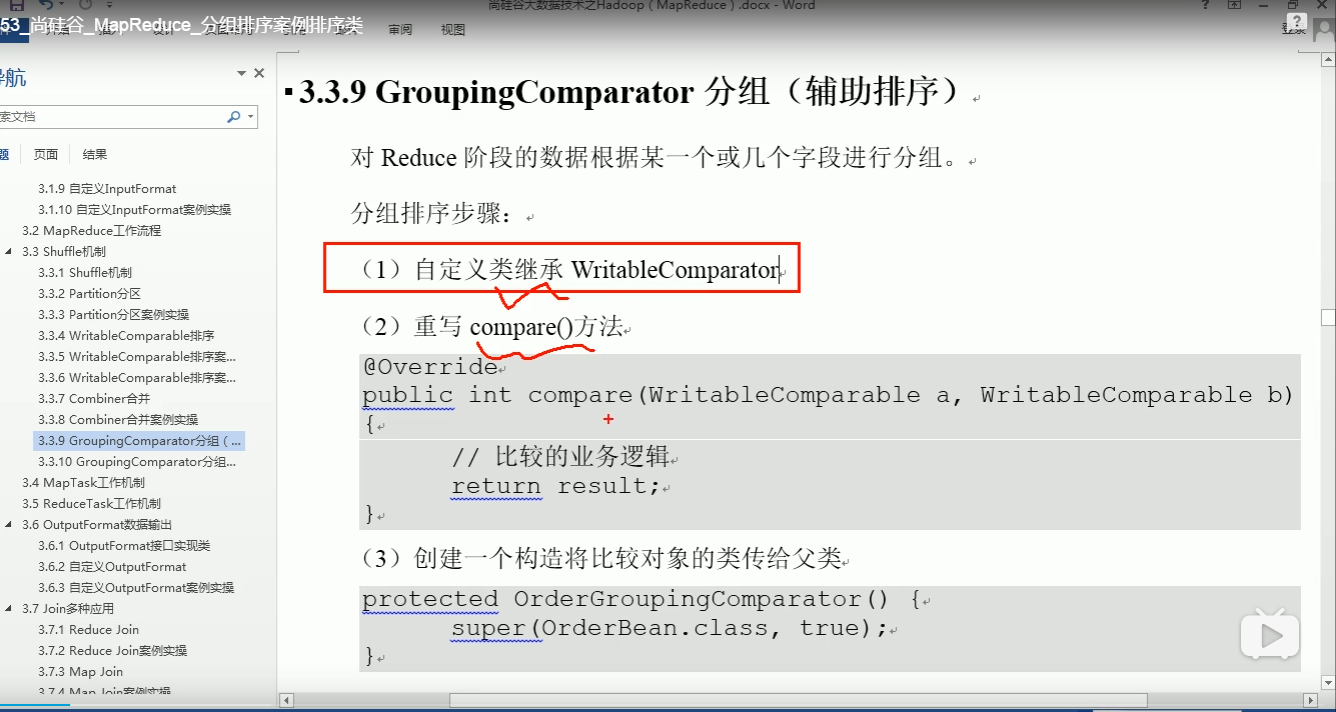 尚硅谷大数据技术之Hadoop（MapReduce）.docx - Word
53_尚硅谷_MapReduce_分组排序案例排序类
审阅
视图
登录
导航
索文档
题
页面
结果
3.1.9 自定义InputFormat
3.1.10 自定义InputFormat案例实操
3.2 MapReduce工作流程
3.3 Shuffle机制
3.3.1 Shuffle机制
3.3.2 Partition分区
3.3.3 Partition分区案例实操
3.3.4 WritableComparable排序
3.3.5 WritableComparable排序案...
3.3.6 WritableComparable排序案...
3.3.7 Combiner合并
3.3.8 Combiner合并案例实操
3.3.9 GroupingComparator分组（...
3.3.10 GroupingComparator分组...
3.4 MapTask工作机制
3.5 ReduceTask工作机制
3.6 OutputFormat数据输出
3.6.1 OutputFormat接口实现类
3.6.2 自定义OutputFormat
3.6.3 自定义OutputFormat案例实操
3.7 Join多种应用
3.7.1 Reduce Join
3.7.2 Reduce Join案例实操
3.7.3 Map Join
3.7.4 Map Join案例实操
3.3.9 GroupingComparator 分组（辅助排序）
对 Reduce 阶段的数据根据某一个或几个字段进行分组。
分组排序步骤：
（1）自定义类继承 WritableComparator
（2）重写 compare()方法
@Override
public int compare(WritableComparable a, WritableComparable b)
{
// 比较的业务逻辑
return result;
}
（3）创建一个构造将比较对象的类传给父类
protected OrderGroupingComparator() {
super(OrderBean.class, true);
}